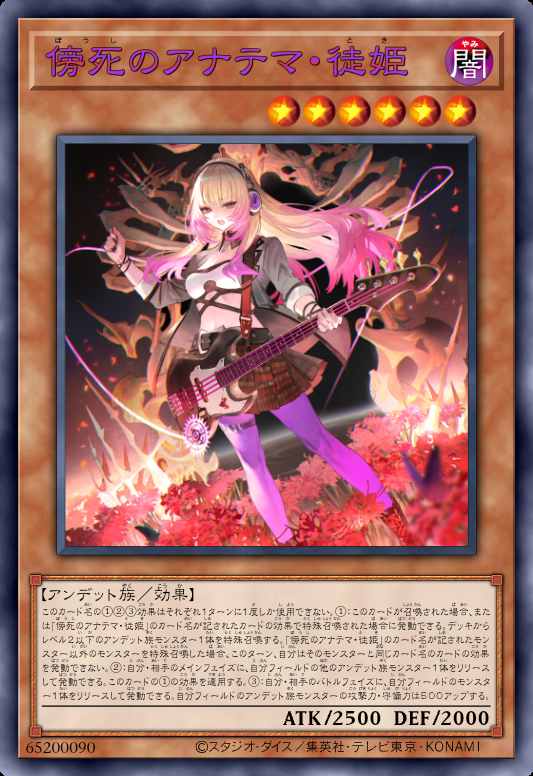 傍死のアナテマ・徒姫
闇
【アンデット族/効果】
このカード名の①②③効果はそれぞれ1ターンに1度しか使用できない。①：このカードが召喚された場合、また
は「傍死のアナテマ・徒姫」のカード名が記されたカードの効果で特殊召喚された場合に発動できる。デッキから
レベル2以下のアンデット族モンスター1体を特殊召喚する。「傍死のアナテマ・徒姫」のカード名が記されたモン
スター以外のモンスターを特殊召喚した場合、このターン、自分はそのモンスターと同じカード名のカードの効果
を発動できない。②：自分・相手のメインフェイズに、自分フィールドの他のアンデット族モンスター1体をリリース
して発動できる。このカードの①の効果を適用する。③：自分・相手のバトルフェイズに、自分フィールドのモンスタ
ー1体をリリースして発動できる。自分フィールドのアンデット族モンスターの攻撃力・守備力は500アップする。
ATK/2500 DEF/2000
65200090
©スタジオ・ダイス/集英社・テレビ東京・KONAMI